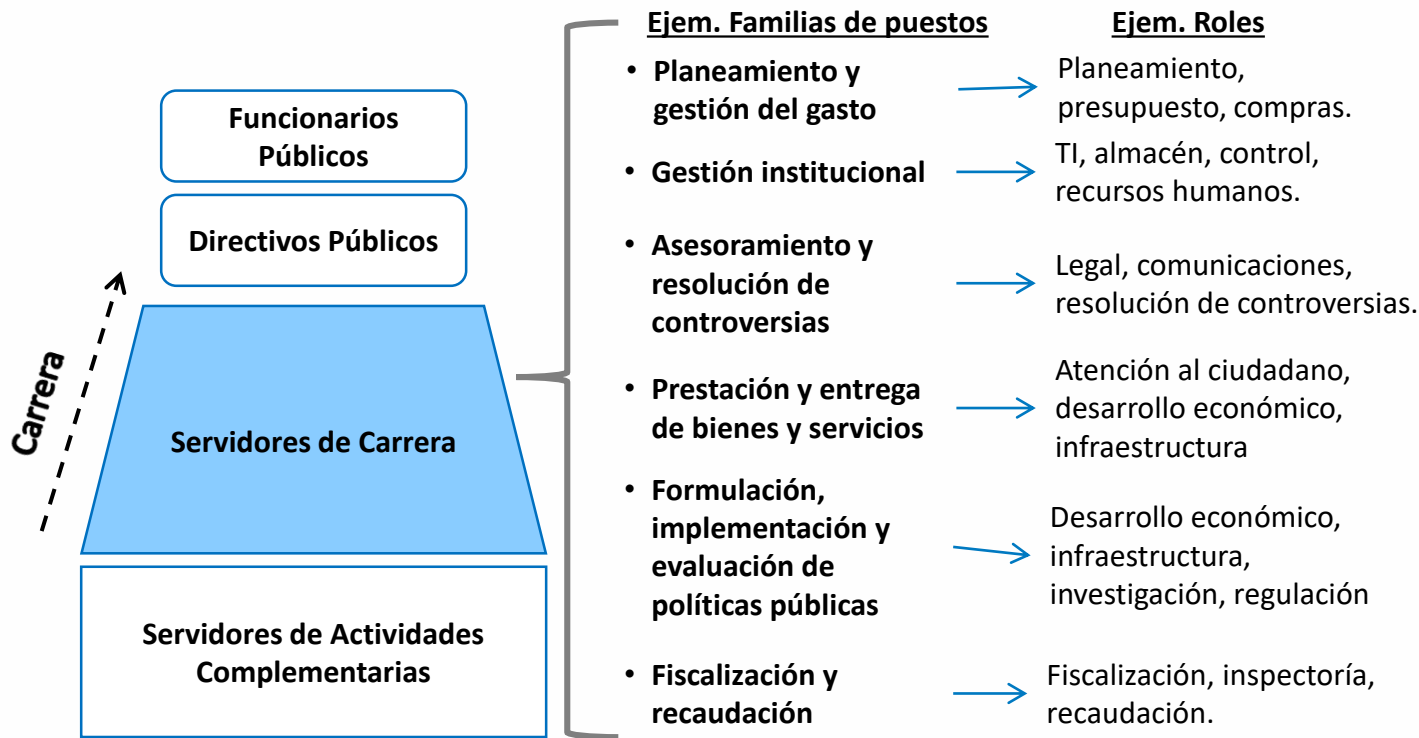 Funcionarios
Públicos
Directivos Públicos
Carrera
Servidores de Carrera
Servidores de Actividades
Complementarias
Ejem. Familias de puestos
• Planeamiento y
gestión del gasto
• Gestión institucional
• Asesoramiento y
resolución de
controversias
• Prestación y entrega
de bienes y servicios
• Formulación,
implementación y
evaluación de
políticas públicas
• Fiscalización y
recaudación
Ejem. Roles
Planeamiento,
presupuesto, compras.
TI, almacén, control,
recursos humanos.
Legal, comunicaciones,
resolución de controversias.
Atención al ciudadano,
desarrollo económico,
infraestructura
Desarrollo económico,
infraestructura,
investigación, regulación
Fiscalización, inspectoría,
recaudación.